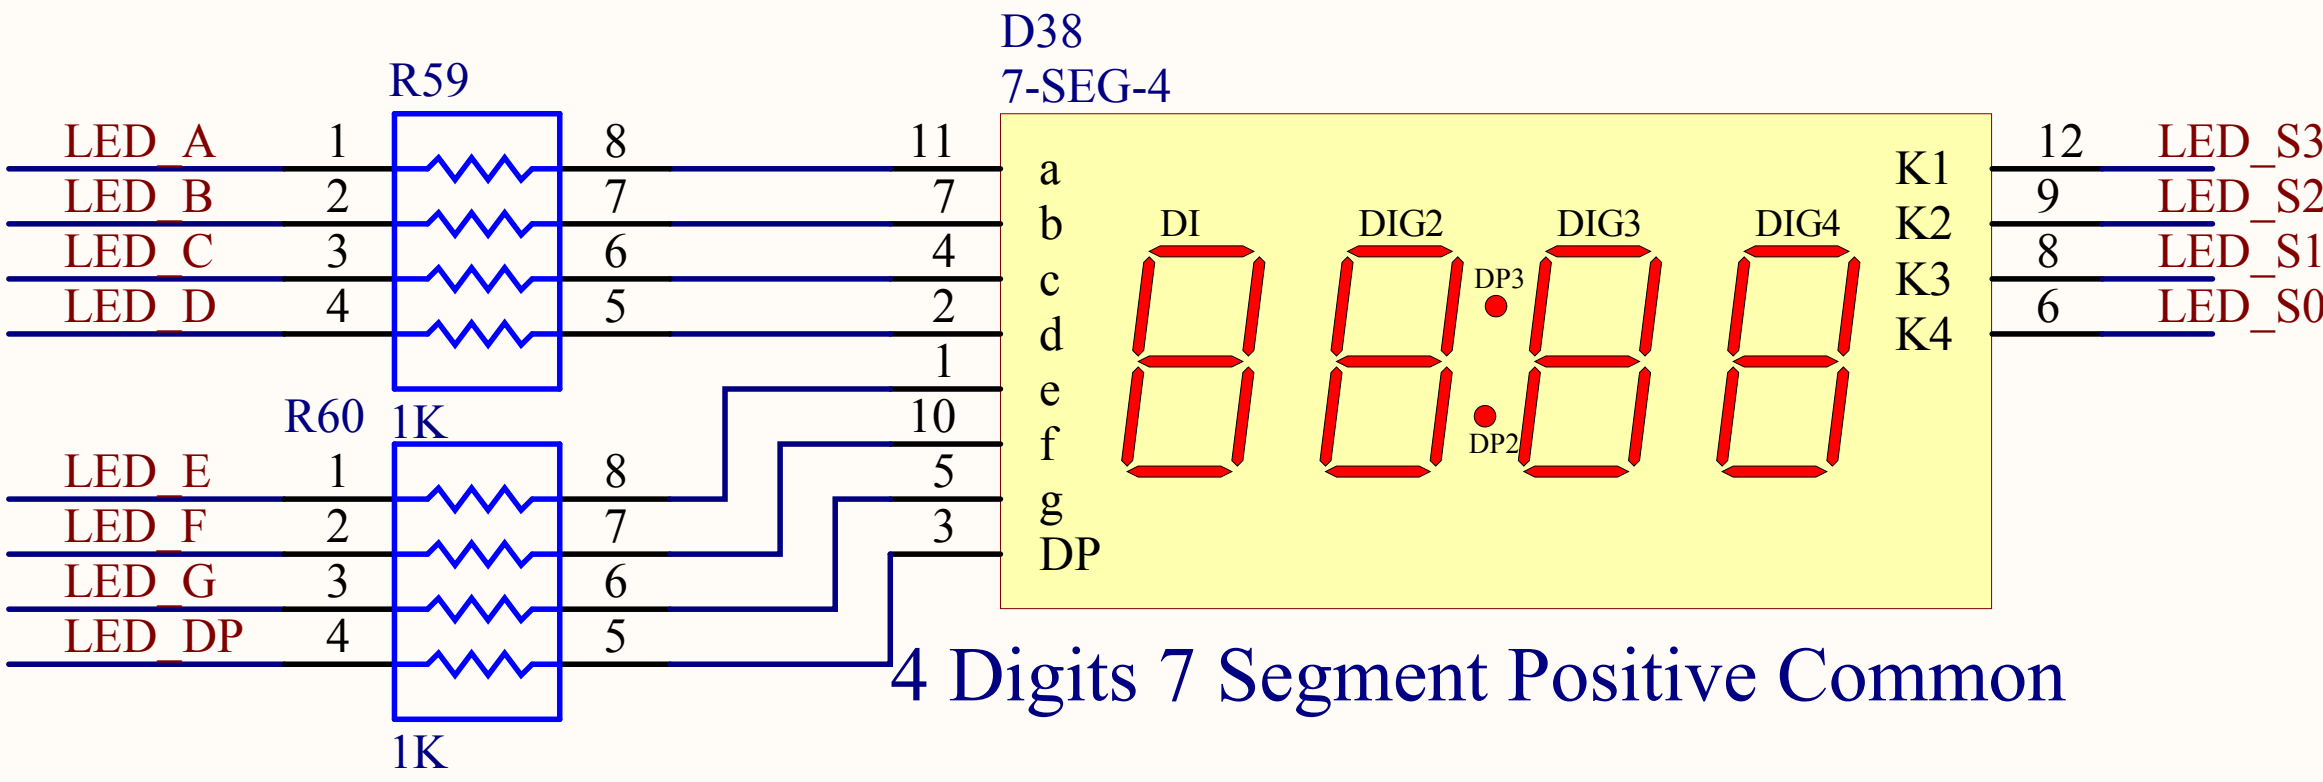 D38
7-SEG-4
R59
LED_A 1 8 11 a K1 12 LED_S3
LED_B 2 7 7 b K2 9 LED_S2
LED_C 3 6 4 c K3 8 LED_S1
LED_D 4 5 2 d K4 6 LED_S0
DI DIG2 DIG3 DIG4
DP3
DP2
1 e
R60 1K
10 f
LED_E 1 8 5 g
LED_F 2 7 3 DP
LED_G 3 6
LED_DP 4 5
4 Digits 7 Segment Positive Common
1K